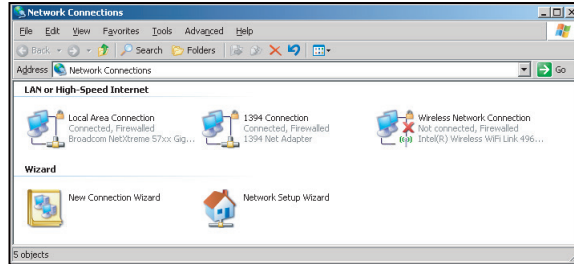 Network Connections
File Edit View Favorites Tools Advanced Help
Back Search Folders
Address Network Connections Go
LAN or High-Speed Internet
Local Area Connection
Connected, Firewalled
Broadcom NetXtreme 57xx Gig...
1394 Connection
Connected, Firewalled
1394 Net Adapter
Wireless Network Connection
Not connected, Firewalled
Intel(R) Wireless WiFi Link 496...
Wizard
New Connection Wizard
Network Setup Wizard
5 objects